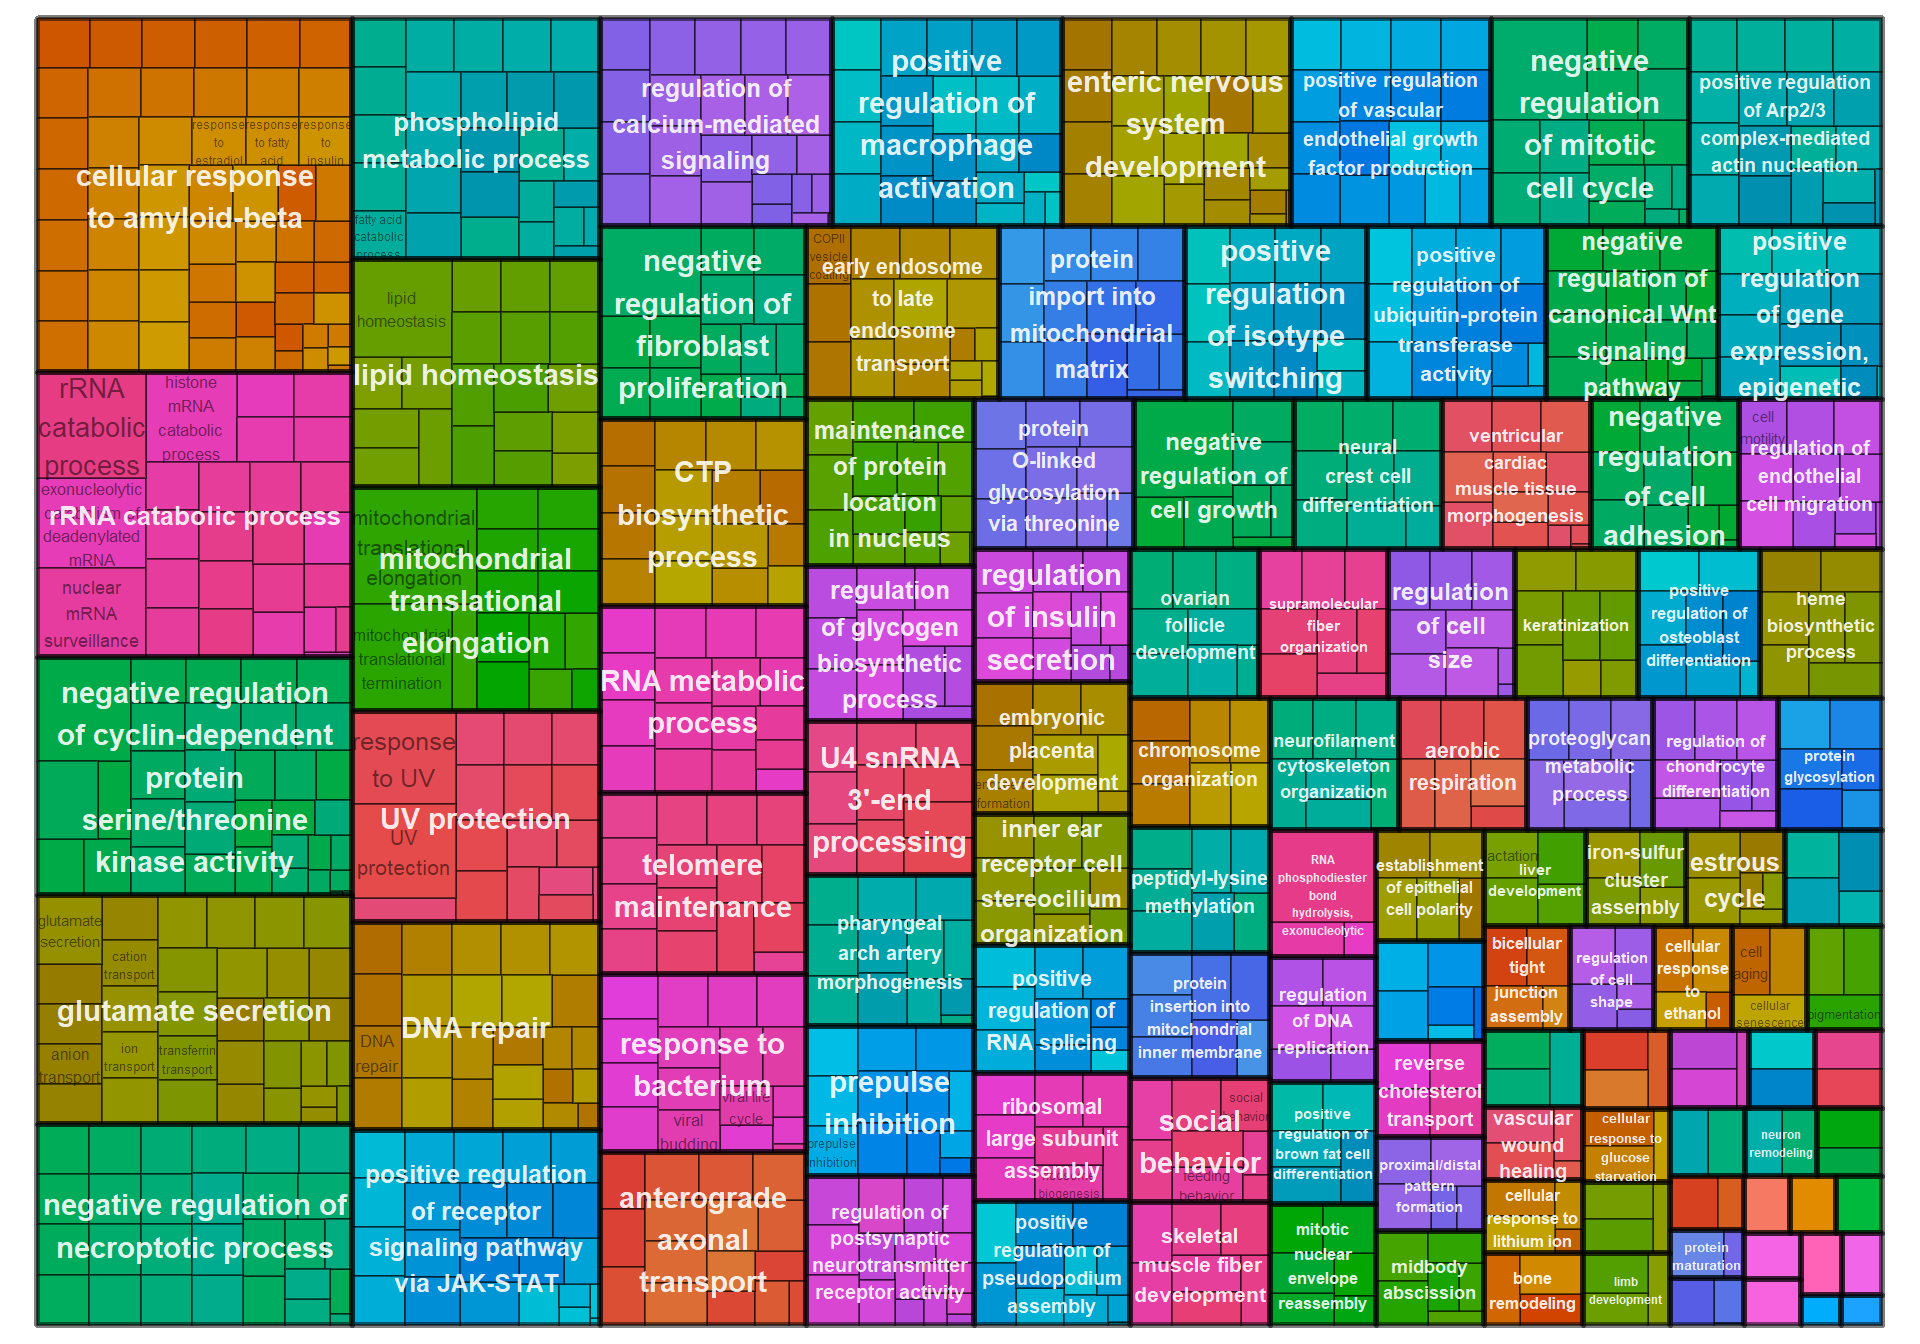 response
to
estradiol
response
to fatty
acid
response
to
insulin
cellular response
to amyloid-beta
phospholipid
metabolic process
fatty acid
catabolic
process
regulation of
calcium-mediated
signaling
positive
regulation of
macrophage
activation
enteric nervous
system
development
positive regulation
of vascular
endothelial growth
factor production
negative
regulation
of mitotic
cell cycle
positive regulation
of Arp2/3
complex-mediated
actin nucleation
lipid
homeostasis
lipid homeostasis
negative
regulation of
fibroblast
proliferation
COPII
vesicle
coating
early endosome
to late
endosome
transport
protein
import into
mitochondrial
matrix
positive
regulation
of isotype
switching
positive
regulation of
ubiquitin-protein
transferase
activity
negative
regulation of
canonical Wnt
signaling
pathway
positive
regulation
of gene
expression,
epigenetic
rRNA
catabolic
process
histone
mRNA
catabolic
process
exonucleolytic
deadenylated
mRNA
nuclear
mRNA
surveillance
rRNA catabolic process
mitochondrial
translational
elongation
mitochondrial
translational
termination
mitochondrial
translational
elongation
CTP
biosynthetic
process
maintenance
of protein
location
in nucleus
protein
O-linked
glycosylation
via threonine
negative
regulation of
cell growth
neural
crest cell
differentiation
ventricular
cardiac
muscle tissue
morphogenesis
negative
regulation
of cell
adhesion
cell
motility
regulation of
endothelial
cell migration
regulation
of glycogen
biosynthetic
process
regulation
of insulin
secretion
ovarian
follicle
development
supramolecular
fiber
organization
regulation
of cell
size
keratinization
positive
regulation of
osteoblast
differentiation
heme
biosynthetic
process
negative regulation
of cyclin-dependent
protein
serine/threonine
kinase activity
response
to UV
UV
protection
UV protection
RNA metabolic
process
U4 snRNA
3'-end
processing
embryonic
placenta
development
formation
chromosome
organization
neurofilament
cytoskeleton
organization
aerobic
respiration
proteoglycan
metabolic
process
regulation of
chondrocyte
differentiation
protein
glycosylation
telomere
maintenance
inner ear
receptor cell
stereocilium
organization
peptidyl-lysine
methylation
RNA
phosphodiester
bond
hydrolysis,
exonucleolytic
establishment
of epithelial
cell polarity
lactation
liver
development
iron-sulfur
cluster
assembly
estrous
cycle
glutamate
secretion
cation
transport
anion
transport
ion
transport
transferrin
transport
glutamate secretion
DNA
repair
DNA repair
pharyngeal
arch artery
morphogenesis
positive
regulation of
RNA splicing
protein
insertion into
mitochondrial
inner membrane
regulation
of DNA
replication
bicellular
tight
junction
assembly
regulation
of cell
shape
cellular
response
to
ethanol
cell
aging
cellular
senescence
pigmentation
response to
bacterium
viral
budding
viral life
cycle
prepulse
inhibition
prepulse
inhibition
ribosomal
large subunit
assembly
biogenesis
social
behavior
social
behavior
feeding
behavior
positive
regulation of
brown fat cell
differentiation
reverse
cholesterol
transport
vascular
wound
healing
cellular
response to
glucose
starvation
neuron
remodeling
negative regulation of
necroptotic process
positive regulation
of receptor
signaling pathway
via JAK-STAT
anterograde
axonal
transport
regulation of
postsynaptic
neurotransmitter
receptor activity
positive
regulation of
pseudopodium
assembly
skeletal
muscle fiber
development
mitotic
nuclear
envelope
reassembly
proximal/distal
pattern
formation
midbody
abscission
cellular
response to
lithium ion
bone
remodeling
limb
development
protein
maturation